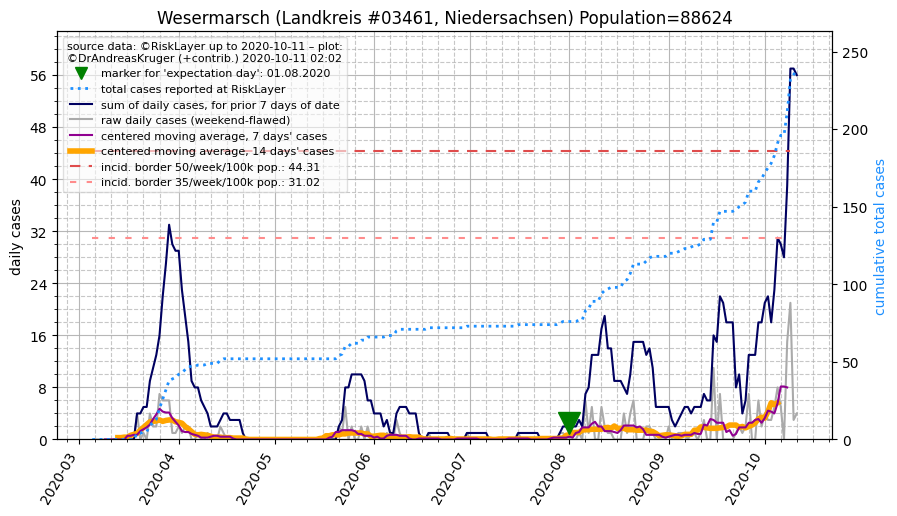 Wesermarsch (Landkreis #03461, Niedersachsen) Population=88624
source data: ©RiskLayer up to 2020-10-11 – plot:
©DrAndreasKruger (+contrib.) 2020-10-11 02:02
marker for 'expectation day': 01.08.2020
total cases reported at RiskLayer
sum of daily cases, for prior 7 days of date
raw daily cases (weekend-flawed)
centered moving average, 7 days' cases
centered moving average, 14 days' cases
incid. border 50/week/100k pop.: 44.31
incid. border 35/week/100k pop.: 31.02
daily cases
56
48
40
32
24
16
8
0
cumulative total cases
250
200
150
100
50
0
2020-03
2020-04
2020-05
2020-06
2020-07
2020-08
2020-09
2020-10